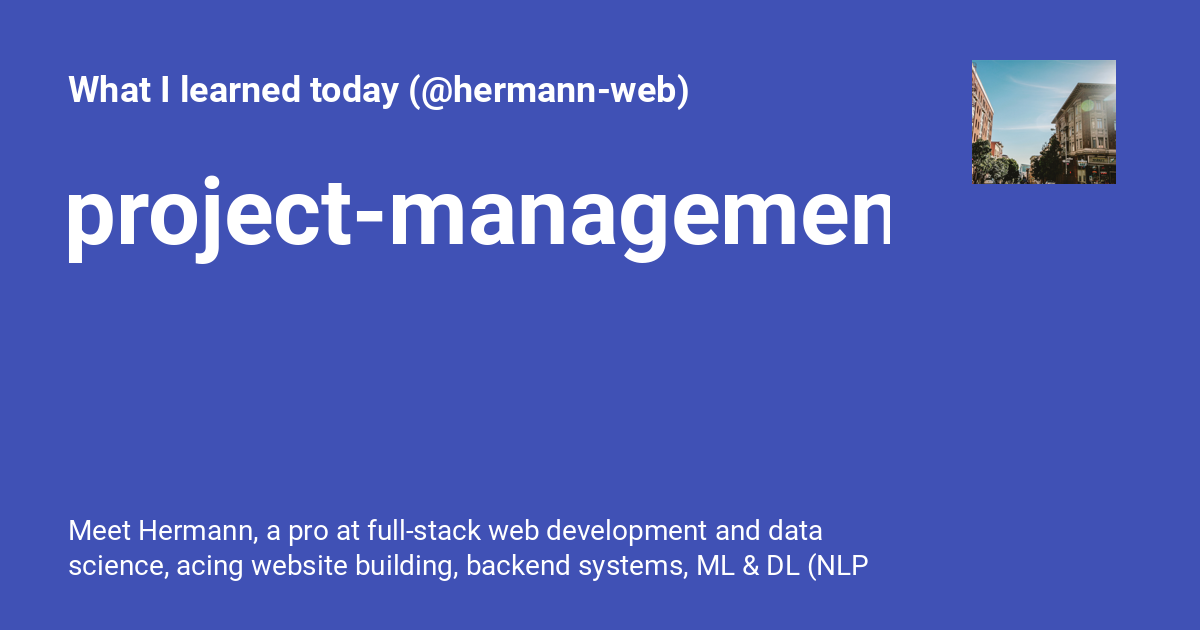 What I learned today (@hermann-web)
project-managemen
Meet Hermann, a pro at full-stack web development and data
science, acing website building, backend systems, ML & DL (NLP